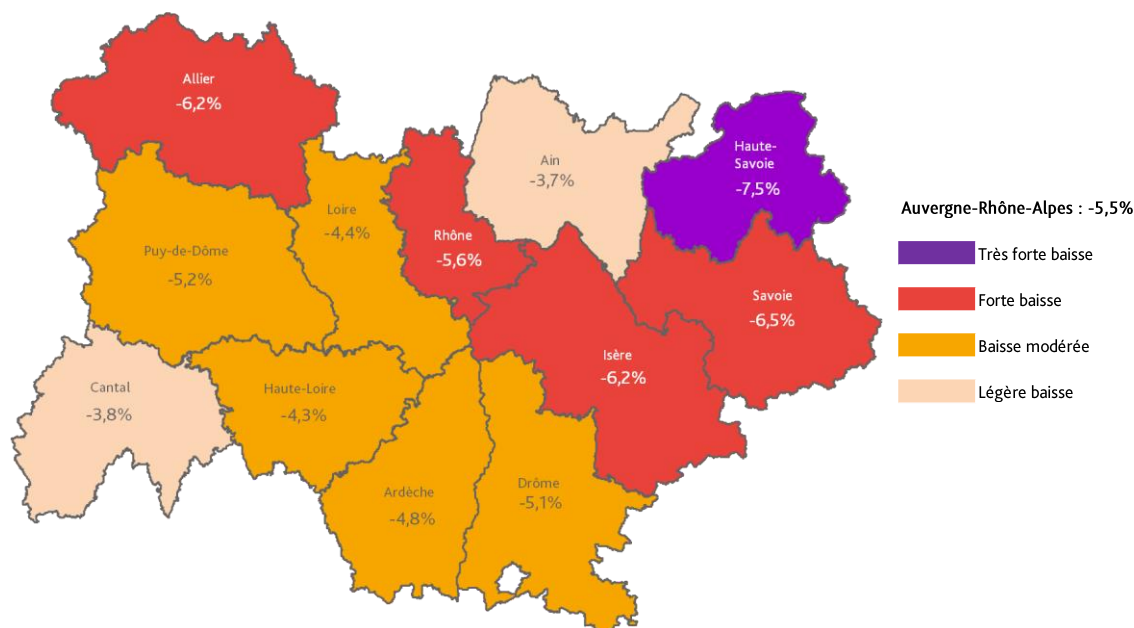 Allier
-6,2%
Ain
-3,7%
Haute-
Savoie
-7,5%
Loire
-4,4%
Rhône
-5,6%
Puy-de-Dôme
-5,2%
Savoie
-6,5%
Isère
-6,2%
Cantal
-3,8%
Haute-Loire
-4,3%
Ardèche
-4,8%
Drôme
-5,1%
Auvergne-Rhône-Alpes : -5,5%
Très forte baisse
Forte baisse
Baisse modérée
Légère baisse